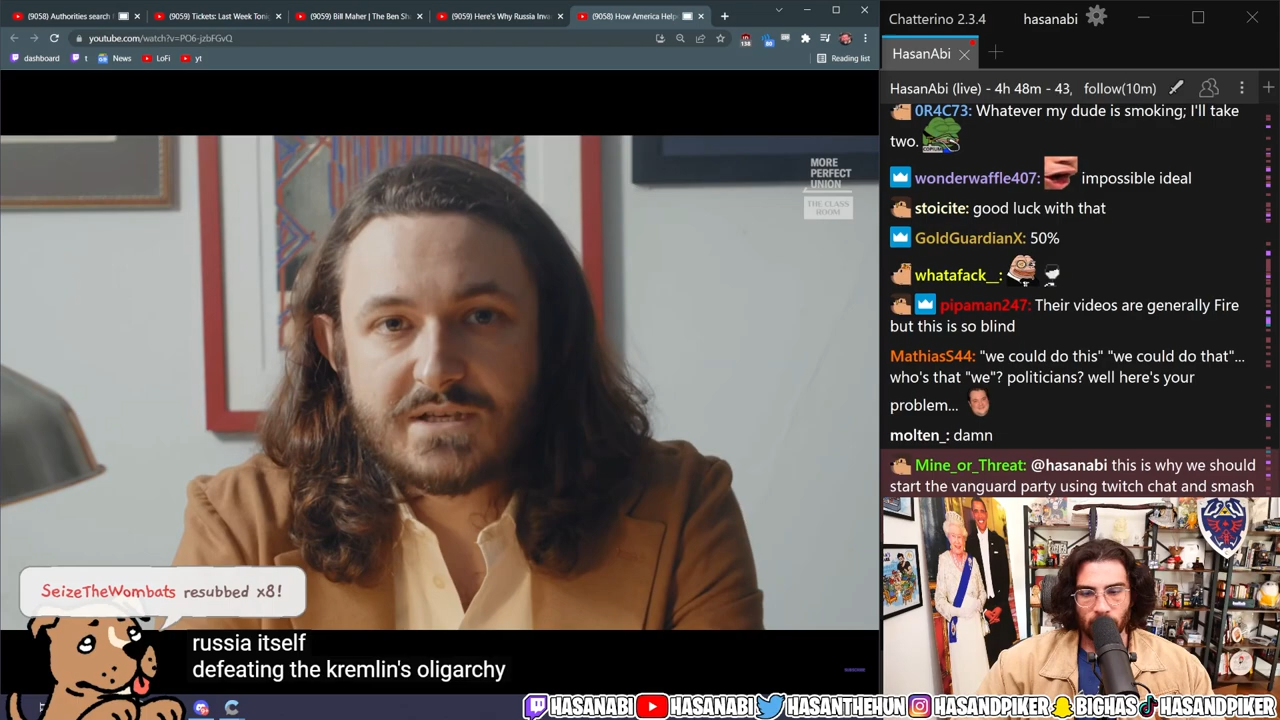 (9058) Authorities search
(9059) Tickets: Last Week Toni
(9059) Bill Maher | The Ben Sh
(9059) Here's Why Russia Inva
(9058) How America Help
youtube.com/watch?v=PO6-jzbFGvQ
138
80
dashboard
t
News
LoFi
yt
Reading list
MORE
PERFECT
UNION
THE CLASS
ROOM
SeizeTheWombats resubbed x8!
russia itself
defeating the kremlin's oligarchy
SUBSCRIBE
Chatterino 2.3.4
hasanabi
HasanAbi
HasanAbi (live) - 4h 48m - 43,
follow(10m)
0R4C73: Whatever my dude is smoking; I'll take
two.
COPIUM
wonderwaffle407: impossible ideal
stoicite: good luck with that
GoldGuardianX: 50%
whatafack__:
pipaman247: Their videos are generally Fire
but this is so blind
MathiasS44: "we could do this" "we could do that"...
who's that "we"? politicians? well here's your
problem...
molten_: damn
Mine_or_Threat: @hasanabi this is why we should
start the vanguard party using twitch chat and smash
HASANABI
HASANABI
HASANTHEHUN
HASANDPIKER
BIGHAS
HASANDPIKER